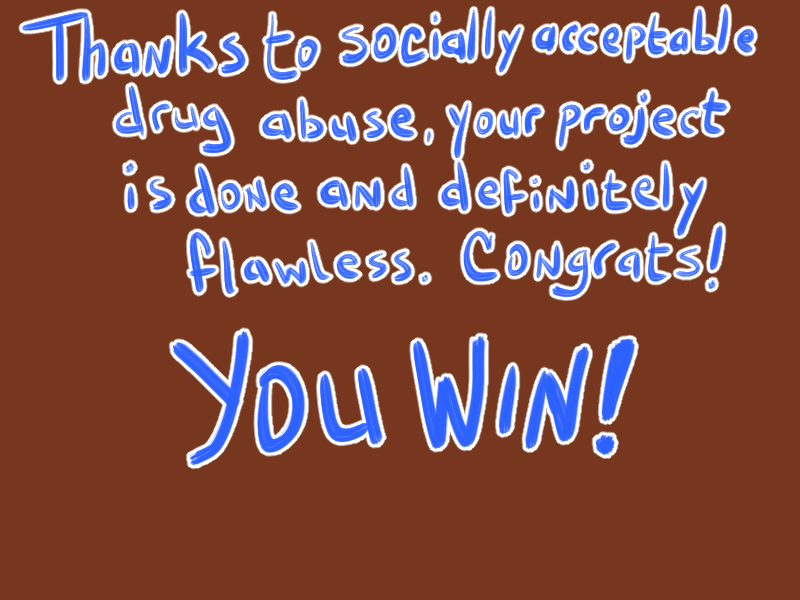 Thanks to socially acceptable
drug abuse, your project
is done and definitely
flawless. Congrats!
YOU WIN!